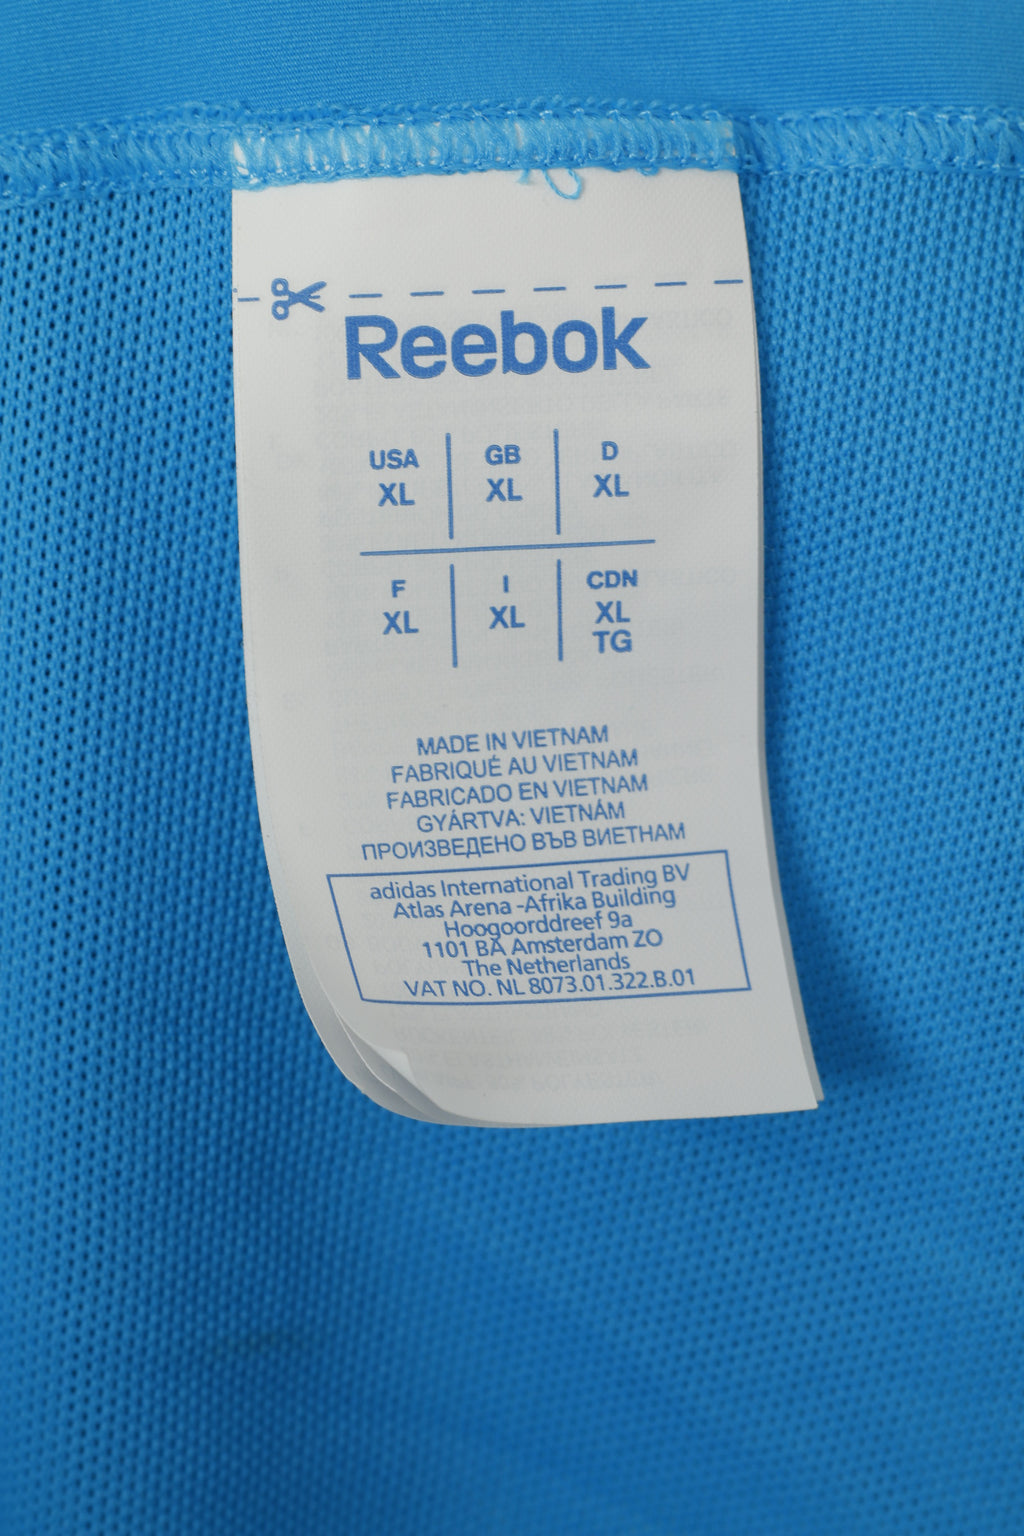 Reebok
USA GB D
XL XL XL
F I CDN
XL XL XL
TG
MADE IN VIETNAM
FABRIQUÉ AU VIETNAM
FABRICADO EN VIETNAM
GYÁRTVA: VIETNÁM
ПРОИЗВЕДЕНО ВЪВ ВИЕТНАМ
adidas International Trading BV
Atlas Arena -Afrika Building
Hoogoorddreef 9a
1101 BA Amsterdam ZO
The Netherlands
VAT NO. NL 8073.01.322.B.01